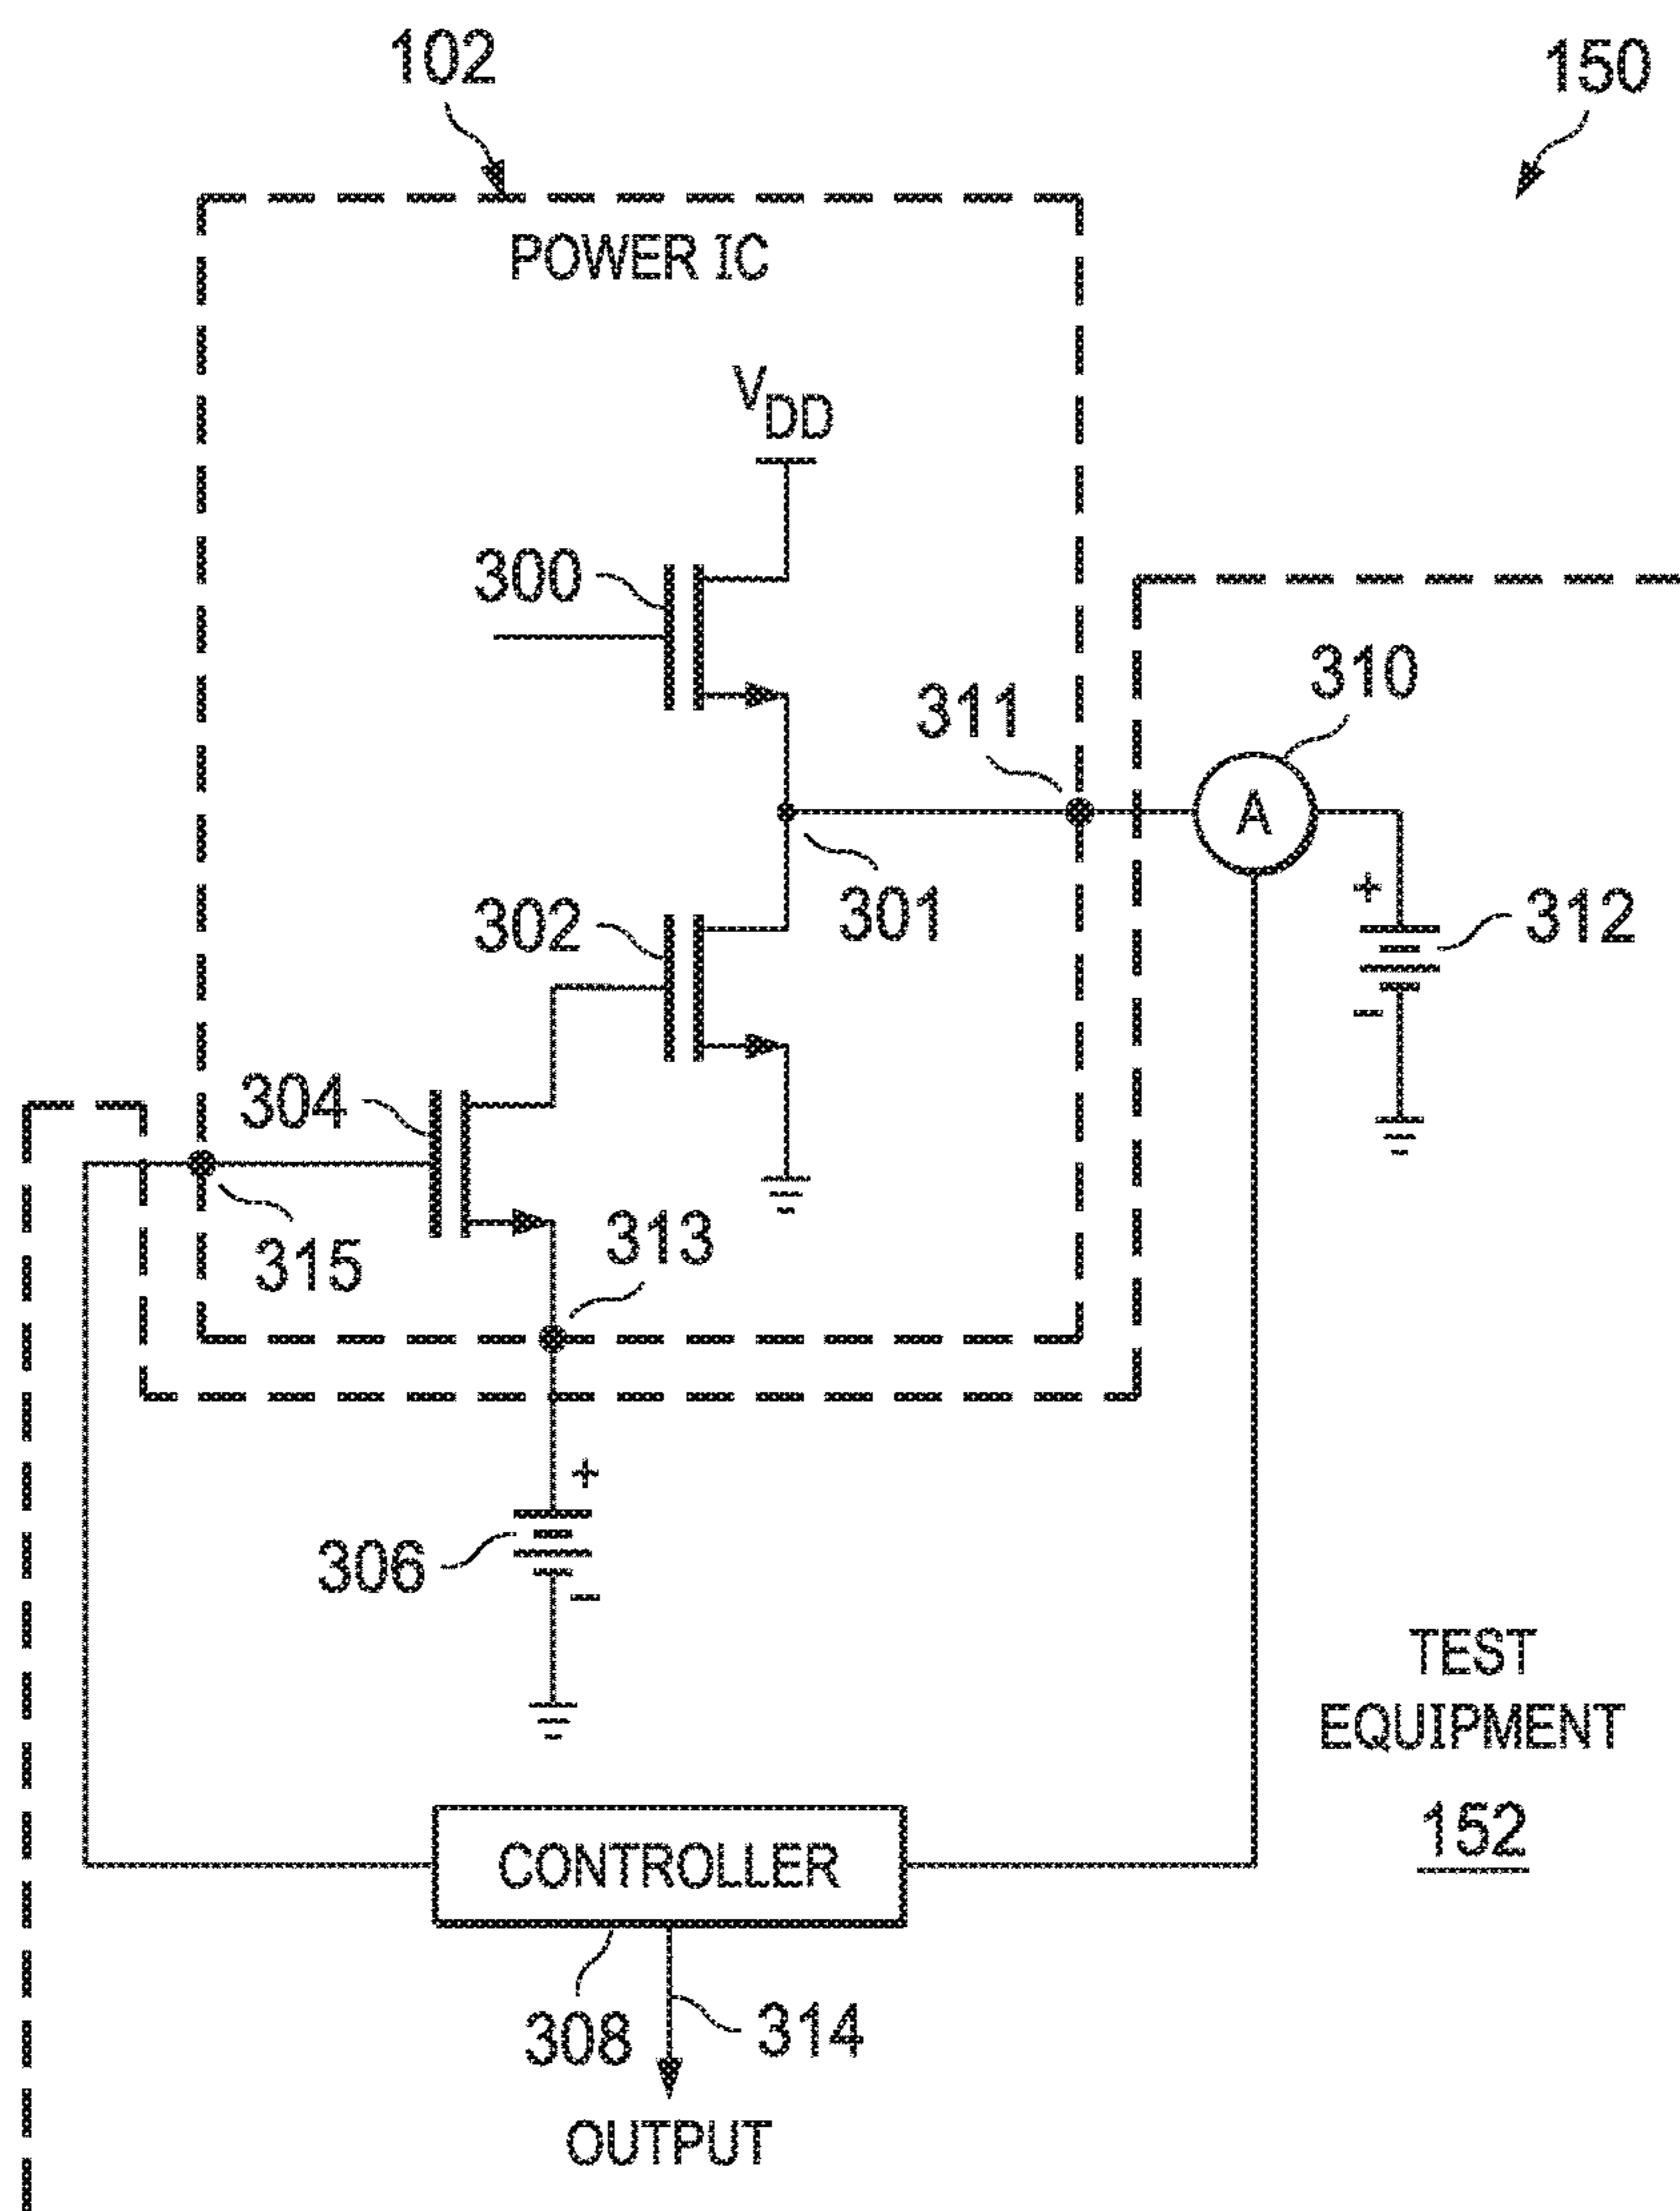 102
150
POWER IC
VDD
300
310
311
A
301
+
302
312
-
304
315
313
+
306
-
TEST
EQUIPMENT
152
CONTROLLER
308
314
OUTPUT